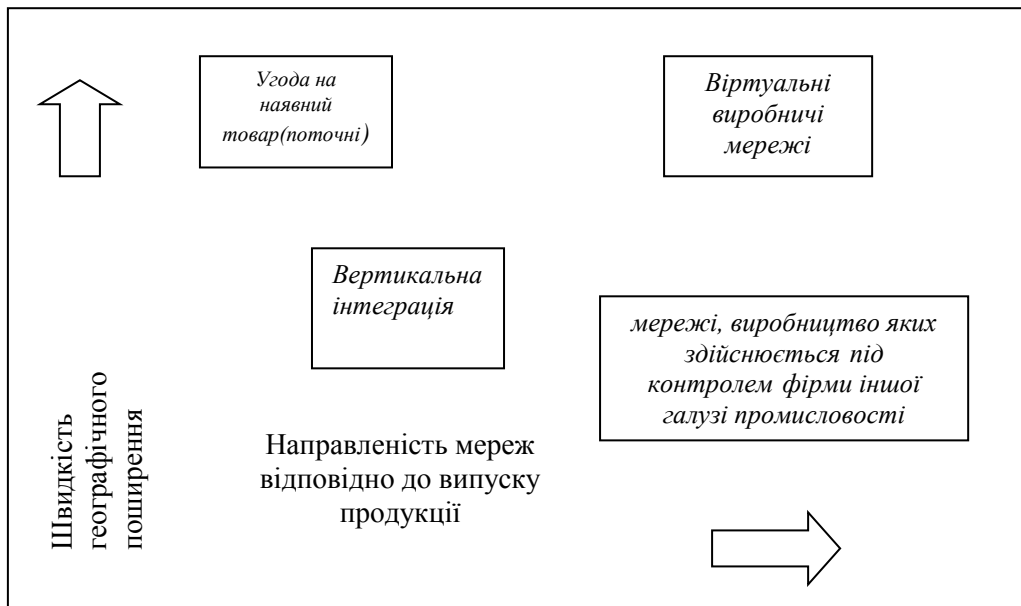 Угода на
наявний
товар(поточні)
Віртуальні
виробничі
мережі
Вертикальна
інтеграція
мережі, виробництво яких
здійснюється під
контролем фірми іншої
галузі промисловості
Швидкість
географічного
поширення
Направленість мереж
відповідно до випуску
продукції